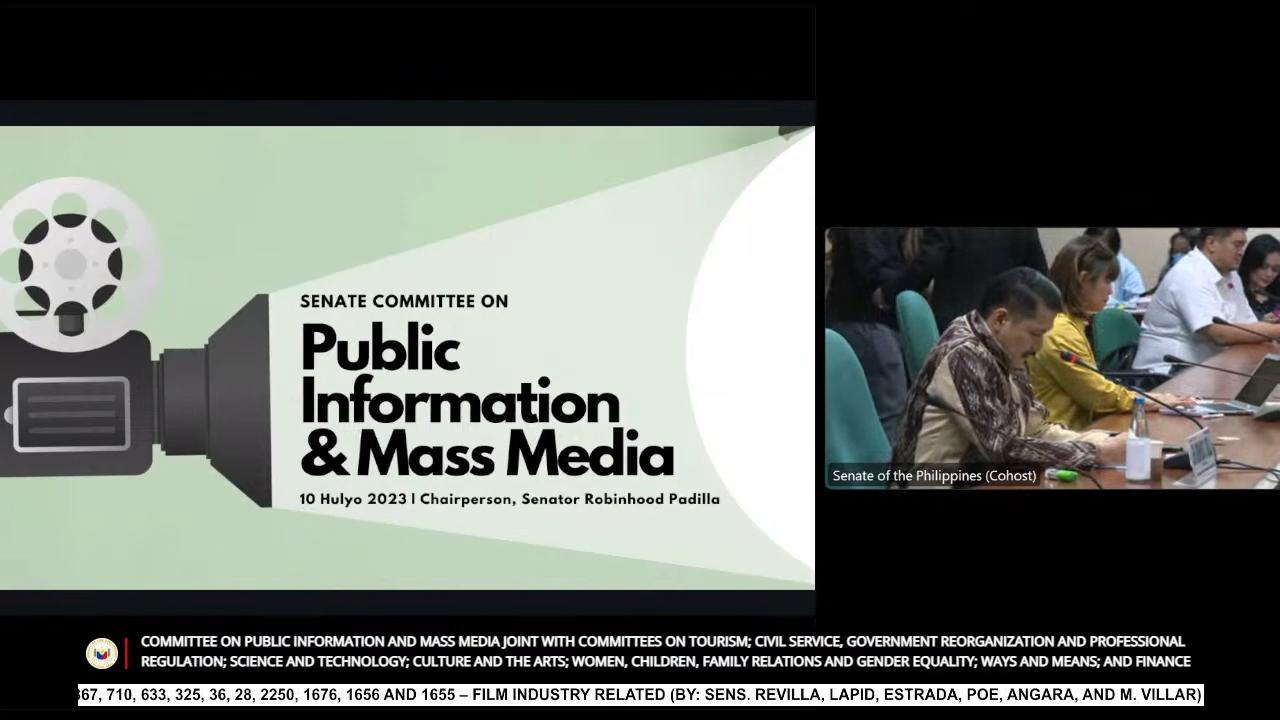 SENATE COMMITTEE ON
Public
Information
& Mass Media
10 Hulyo 2023 | Chairperson, Senator Robinhood Padilla
Senate of the Philippines (Cohost)
COMMITTEE ON PUBLIC INFORMATION AND MASS MEDIA JOINT WITH COMMITTEES ON TOURISM; CIVIL SERVICE, GOVERNMENT REORGANIZATION AND PROFESSIONAL
REGULATION; SCIENCE AND TECHNOLOGY; CULTURE AND THE ARTS; WOMEN, CHILDREN, FAMILY RELATIONS AND GENDER EQUALITY; WAYS AND MEANS; AND FINANCE
710, 633, 325, 36, 28, 2250, 1676, 1656 AND 1655 – FILM INDUSTRY RELATED (BY: SENS. REVILLA, LAPID, ESTRADA, POE, ANGARA, AND M. VILLAR)